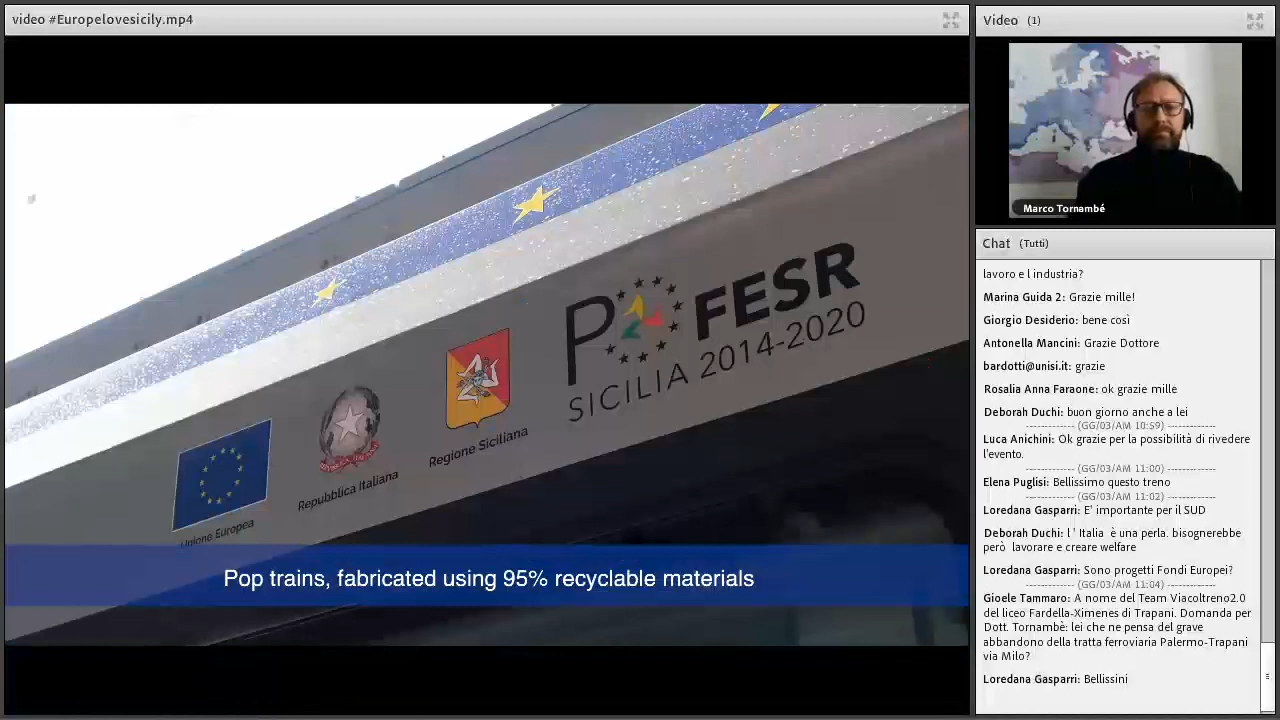 video #Europelovesicily.mp4
PO FESR
SICILIA 2014-2020
Regione Siciliana
Repubblica Italiana
Unione Europea
Pop trains, fabricated using 95% recyclable materials
Video (1)
Marco Tornambé
Chat (Tutti)
lavoro e l industria?
Marina Guida 2: Grazie mille!
Giorgio Desiderio: bene cosi
Antonella Mancini: Grazie Dottore
bardotti@unisi.it: grazie
Rosalia Anna Faraone: ok grazie mille
Deborah Duchi: buon giorno anche a lei
------------ (GG/03/AM 10:59) ------------
Luca Anichini: Ok grazie per la possibilità di rivedere
l'evento.
------------ (GG/03/AM 11:00) ------------
Elena Puglisi: Bellissimo questo treno
------------ (GG/03/AM 11:02) ------------
Loredana Gasparri: E' importante per il SUD
Deborah Duchi: l ' Italia è una perla. bisognerebbe
però lavorare e creare welfare
Loredana Gasparri: Sono progetti Fondi Europei?
------------ (GG/03/AM 11:04) ------------
Gioele Tammaro: A nome del Team Viacoltreno2.0
del liceo Fardella-Ximenes di Trapani. Domanda per
Dott. Tornambè: lei che ne pensa del grave
abbandono della tratta ferroviaria Palermo-Trapani
via Milo?
Loredana Gasparri: Bellissini